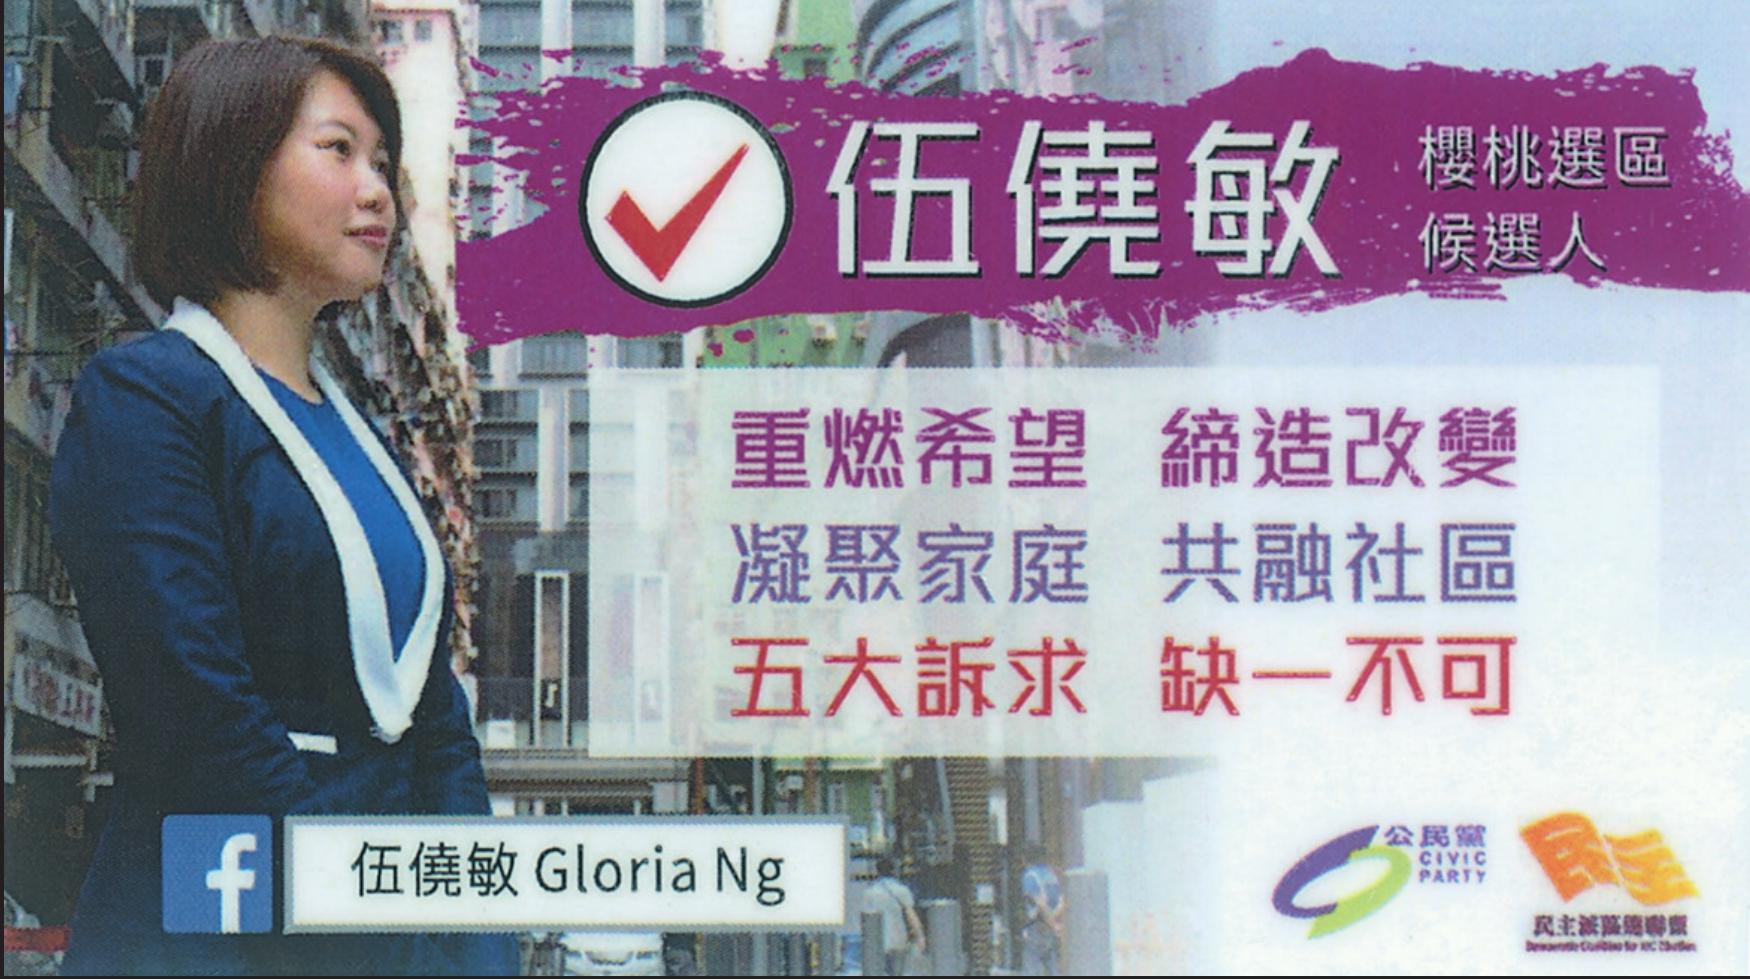 伍僥敏
櫻桃選區
候選人
重燃希望 締造改變
凝聚家庭 共融社區
五大訴求 缺一不可
伍僥敏 Gloria Ng
公民黨
CIVIC
PARTY
民主
民主派區選聯盟
Democratic Coalition for DC Election